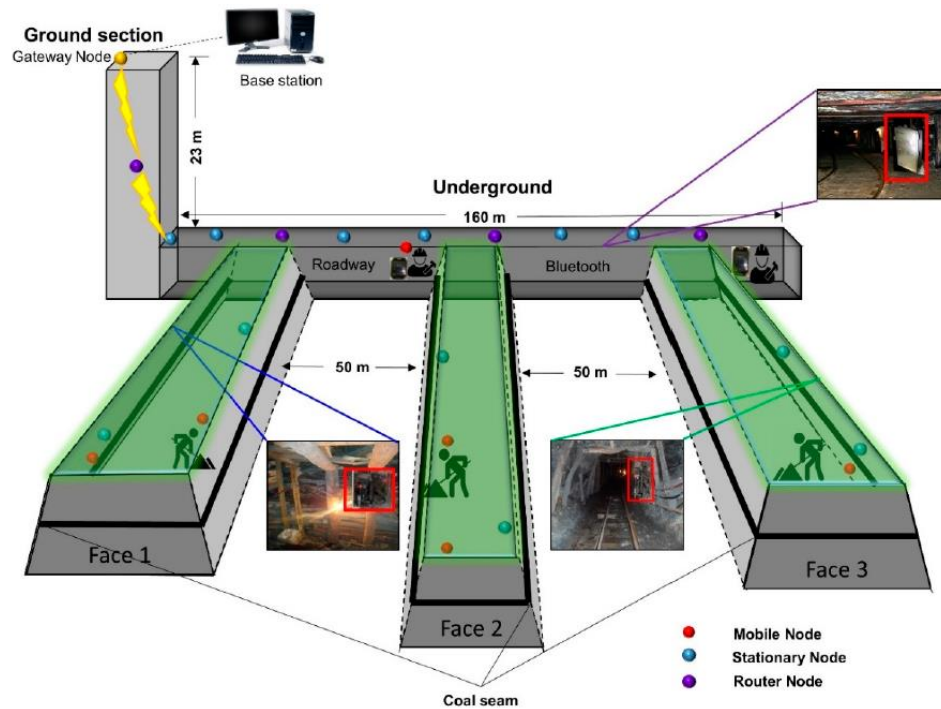 Ground section
Gateway Node
Base station
23 m
Underground
160 m
Roadway
Bluetooth
50 m
50 m
Face 1
Face 2
Face 3
Mobile Node
Stationary Node
Router Node
Coal seam